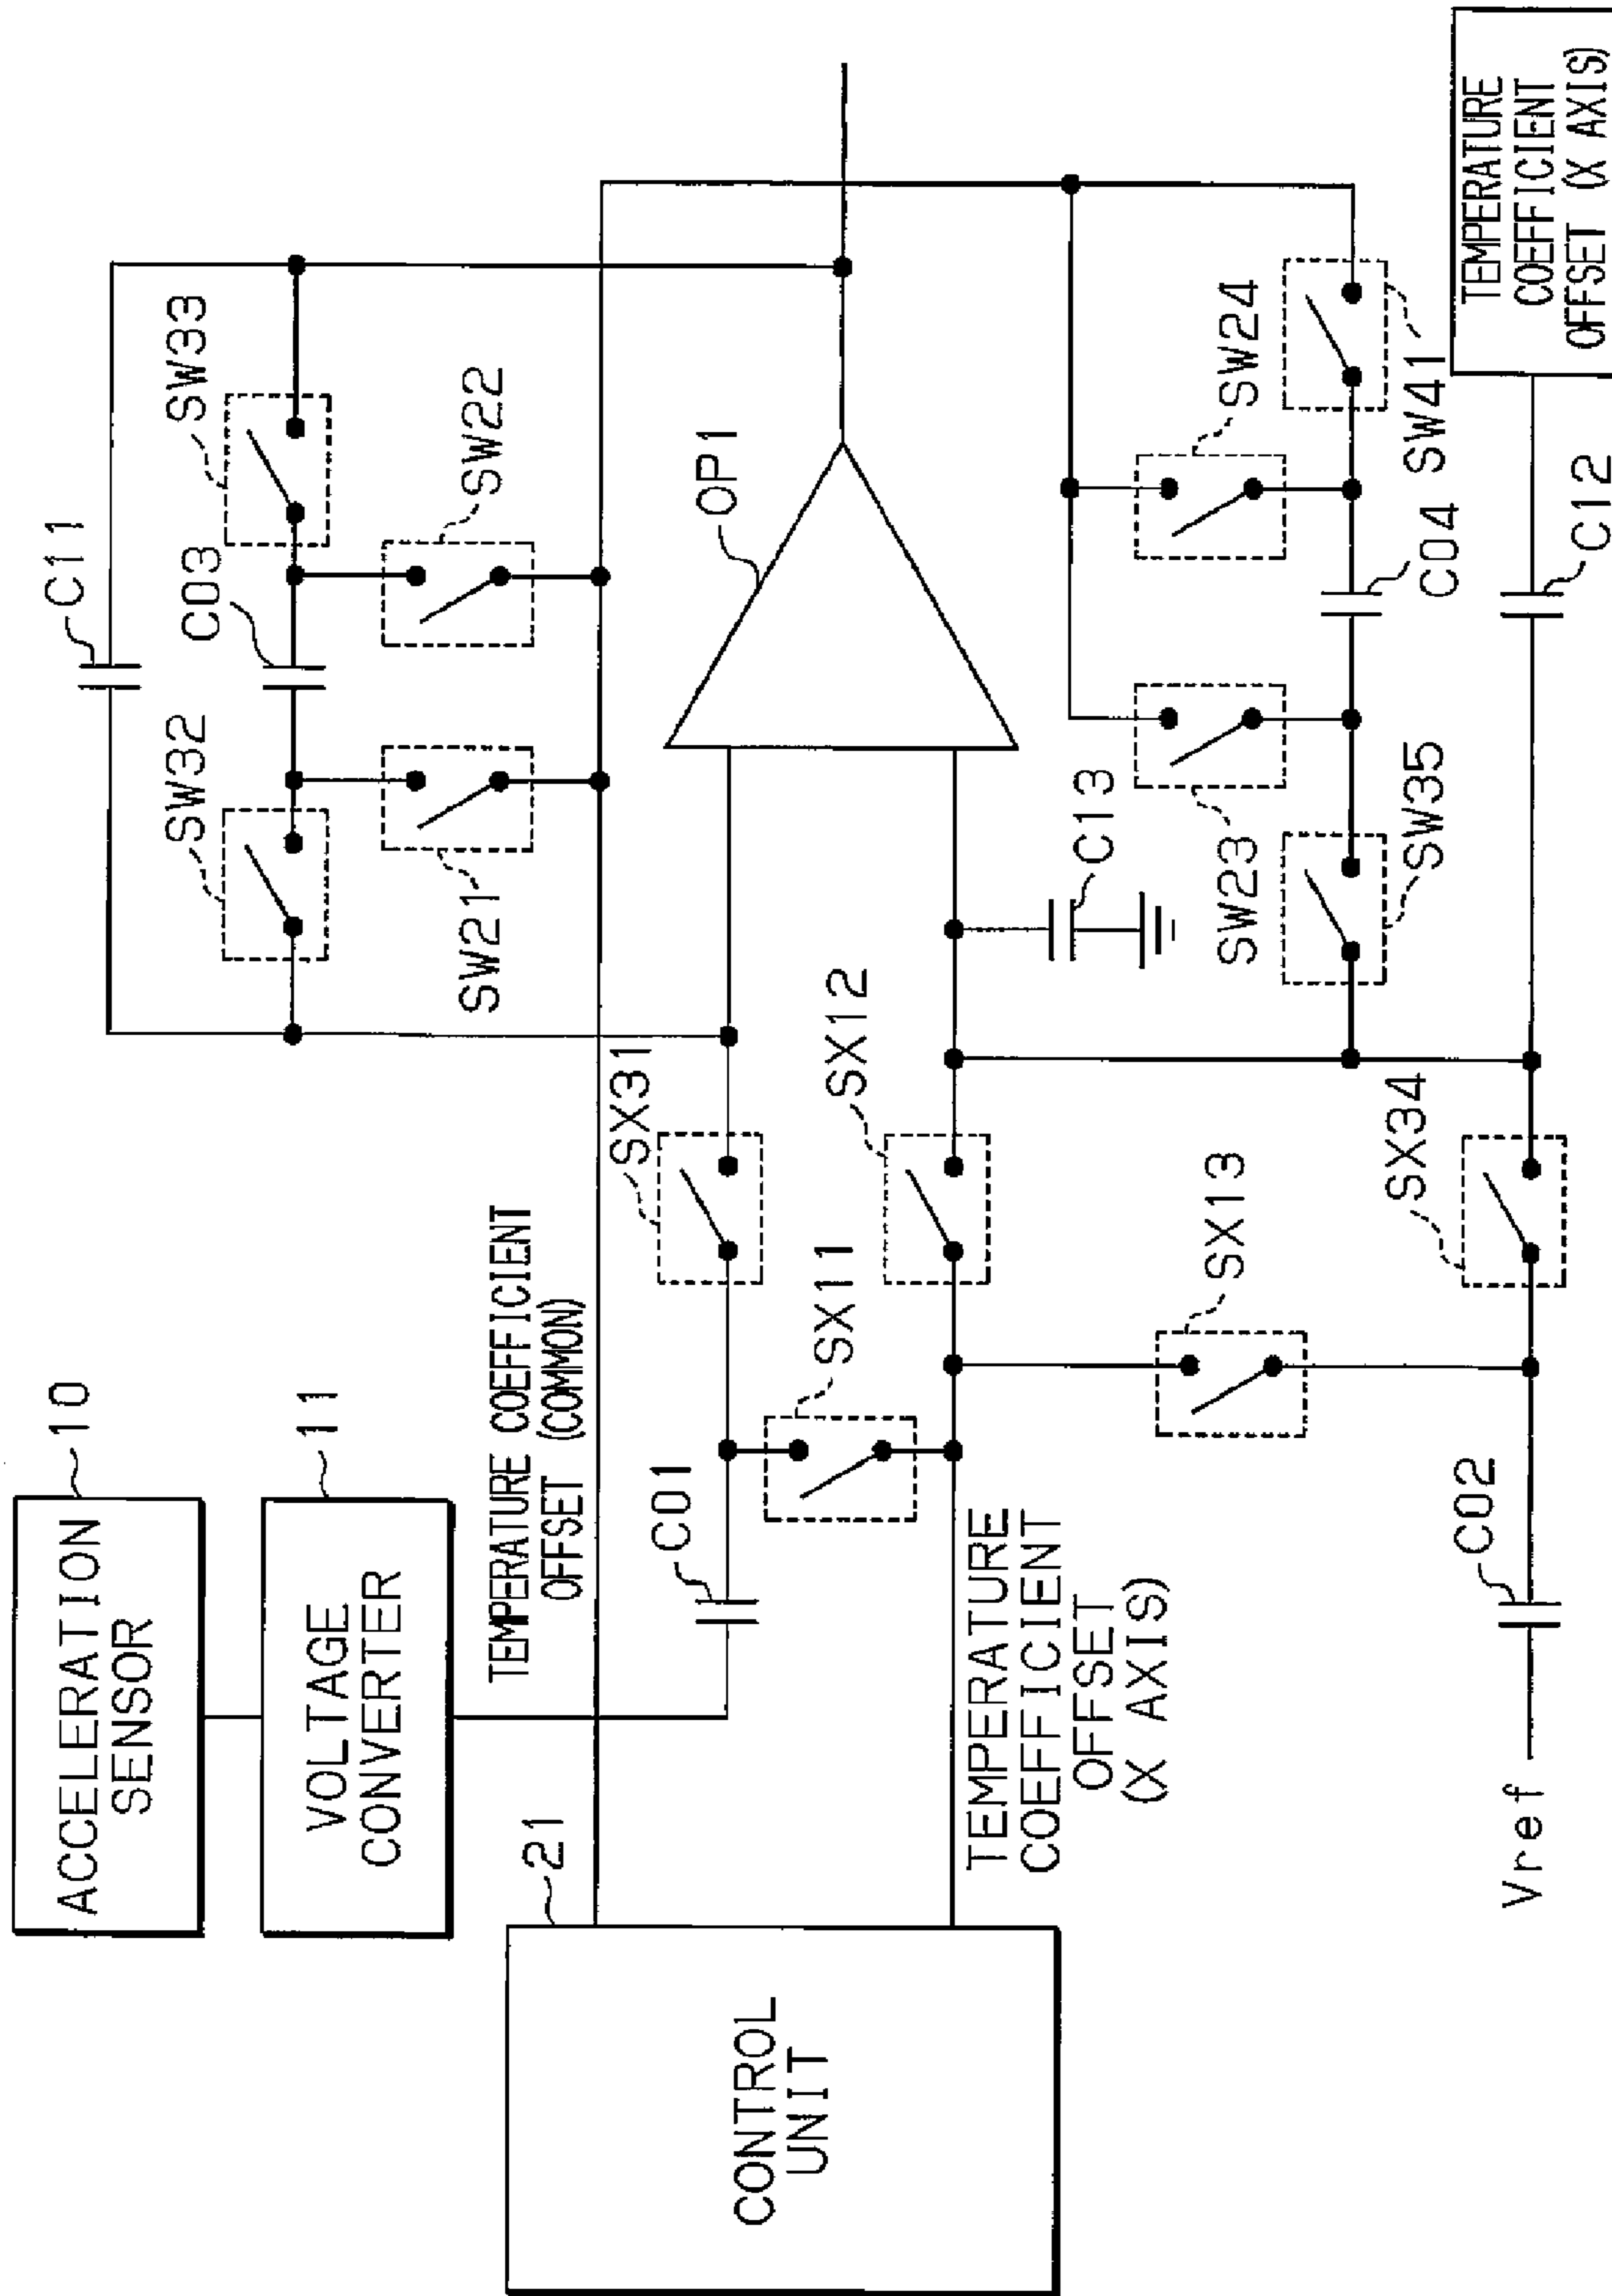 ACCELERATION
SENSOR
10
VOLTAGE
CONVERTER
11
CONTROL
UNIT
21
TEMPERATURE COEFFICIENT
OFFSET (COMMON)
TEMPERATURE
COEFFICIENT
OFFSET
(X AXIS)
Vref
C01
C02
SX11
SX13
SX31
SX12
SX34
C11
SW32
C03
SW33
SW21
SW22
OP1
C13
SW23
SW24
SW35
C04
SW41
C12
TEMPERATURE
COEFFICIENT
OFFSET (X AXIS)